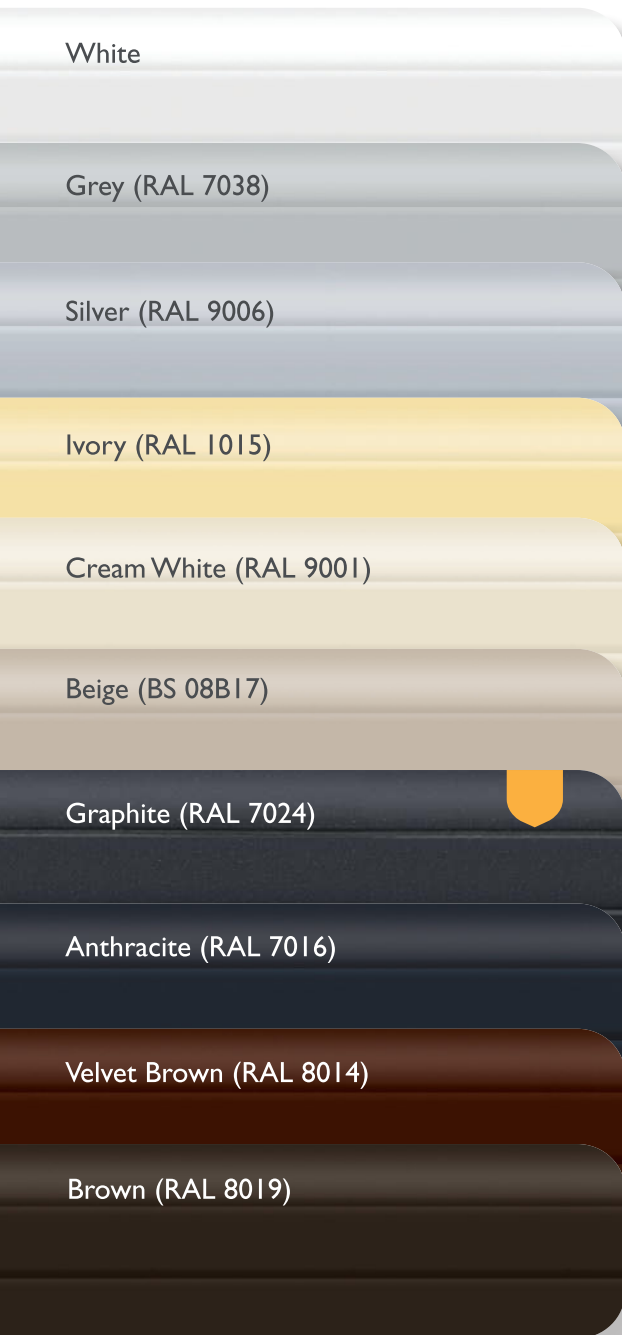 White
Grey (RAL 7038)
Silver (RAL 9006)
Ivory (RAL 1015)
Cream White (RAL 9001)
Beige (BS 08B17)
Graphite (RAL 7024)
Anthracite (RAL 7016)
Velvet Brown (RAL 8014)
Brown (RAL 8019)